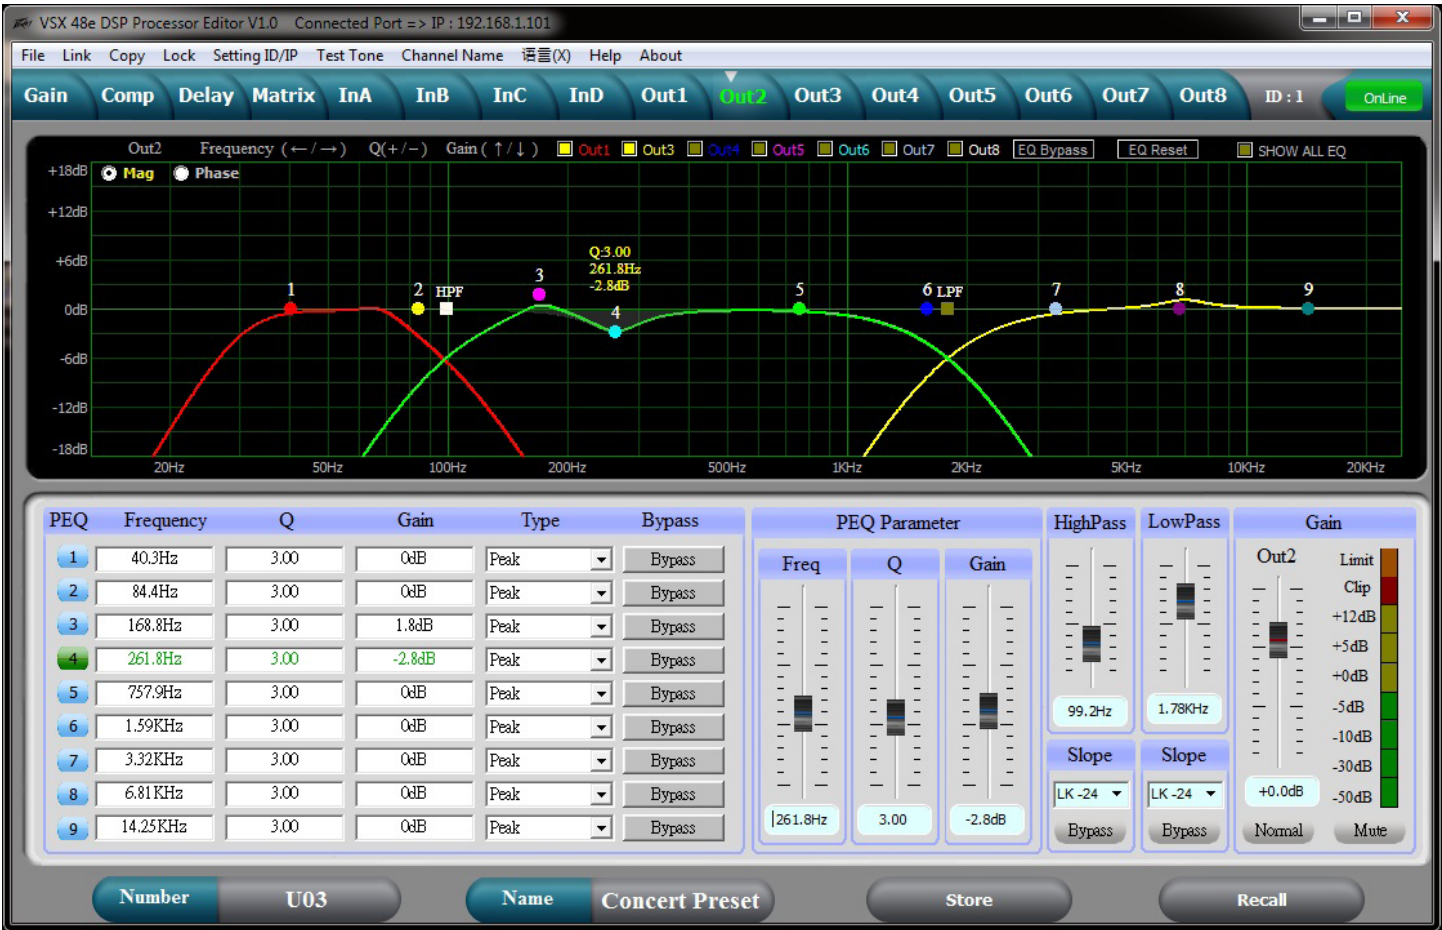 VSX 48e DSP Processor Editor V1.0 Connected Port => IP : 192.168.1.101
File Link Copy Lock Setting ID/IP Test Tone Channel Name 语言(X) Help About
Gain Comp Delay Matrix InA InB InC InD Out1 Out2 Out3 Out4 Out5 Out6 Out7 Out8 ID : 1 OnLine
Out2 Frequency (←/→) Q(+/−) Gain (↑/↓) Out1 Out3 Out4 Out5 Out6 Out7 Out8 EQ Bypass EQ Reset SHOW ALL EQ
+18dB Mag Phase
+12dB
Q:3.00
+6dB 261.8Hz
-2.8dB
1 2 HPF 3 4 5 6 LPF 7 8 9
0dB
-6dB
-12dB
-18dB
20Hz 50Hz 100Hz 200Hz 500Hz 1KHz 2KHz 5KHz 10KHz 20KHz
PEQ Frequency Q Gain Type Bypass
1 40.3Hz 3.00 0dB Peak Bypass
2 84.4Hz 3.00 0dB Peak Bypass
3 168.8Hz 3.00 1.8dB Peak Bypass
4 261.8Hz 3.00 -2.8dB Peak Bypass
5 757.9Hz 3.00 0dB Peak Bypass
6 1.59KHz 3.00 0dB Peak Bypass
7 3.32KHz 3.00 0dB Peak Bypass
8 6.81KHz 3.00 0dB Peak Bypass
9 14.25KHz 3.00 0dB Peak Bypass
PEQ Parameter
Freq Q Gain
261.8Hz 3.00 -2.8dB
HighPass LowPass
99.2Hz 1.78KHz
Slope Slope
LK -24 LK -24
Bypass Bypass
Gain
Out2 Limit
Clip
+12dB
+5dB
+0dB
-5dB
-10dB
-30dB
+0.0dB -50dB
Normal Mute
Number U03 Name Concert Preset Store Recall